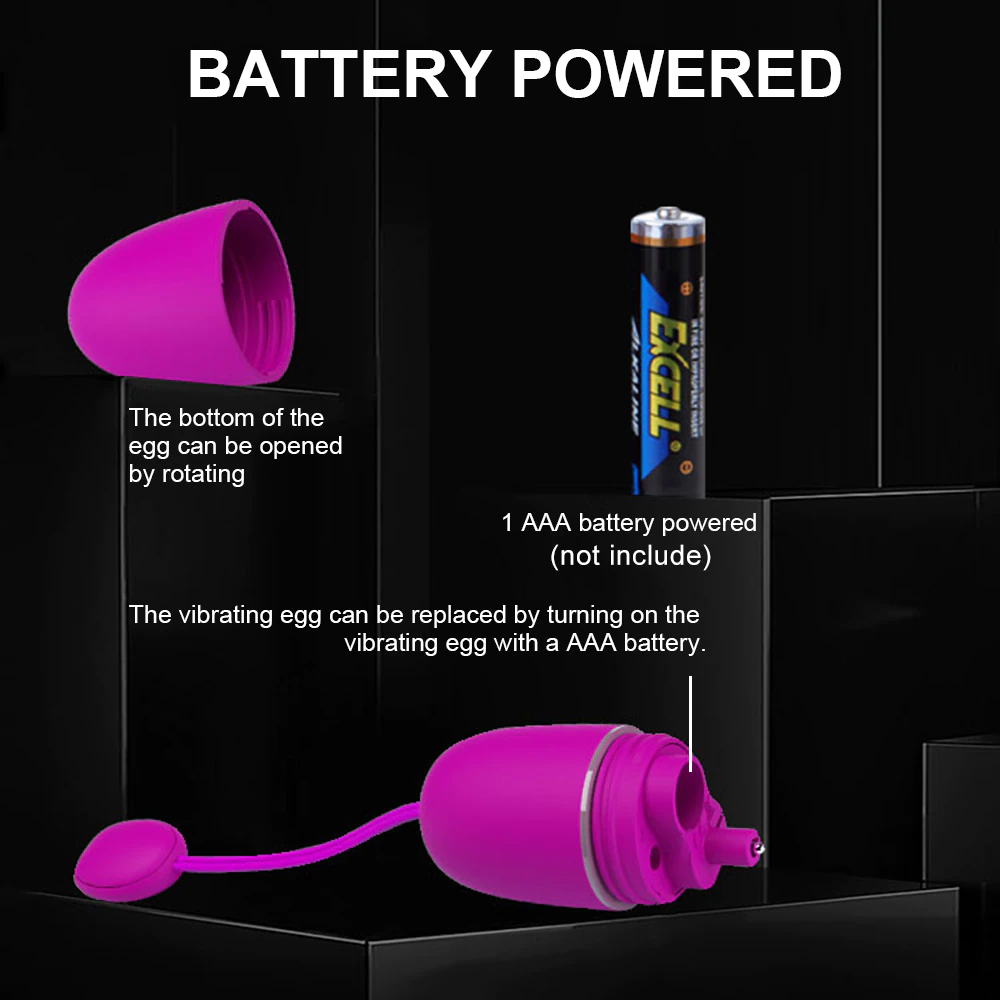 BATTERY POWERED
The bottom of the
egg can be opened
by rotating
EXCELL
ALKALINE
1 AAA battery powered
(not include)
The vibrating egg can be replaced by turning on the
vibrating egg with a AAA battery.